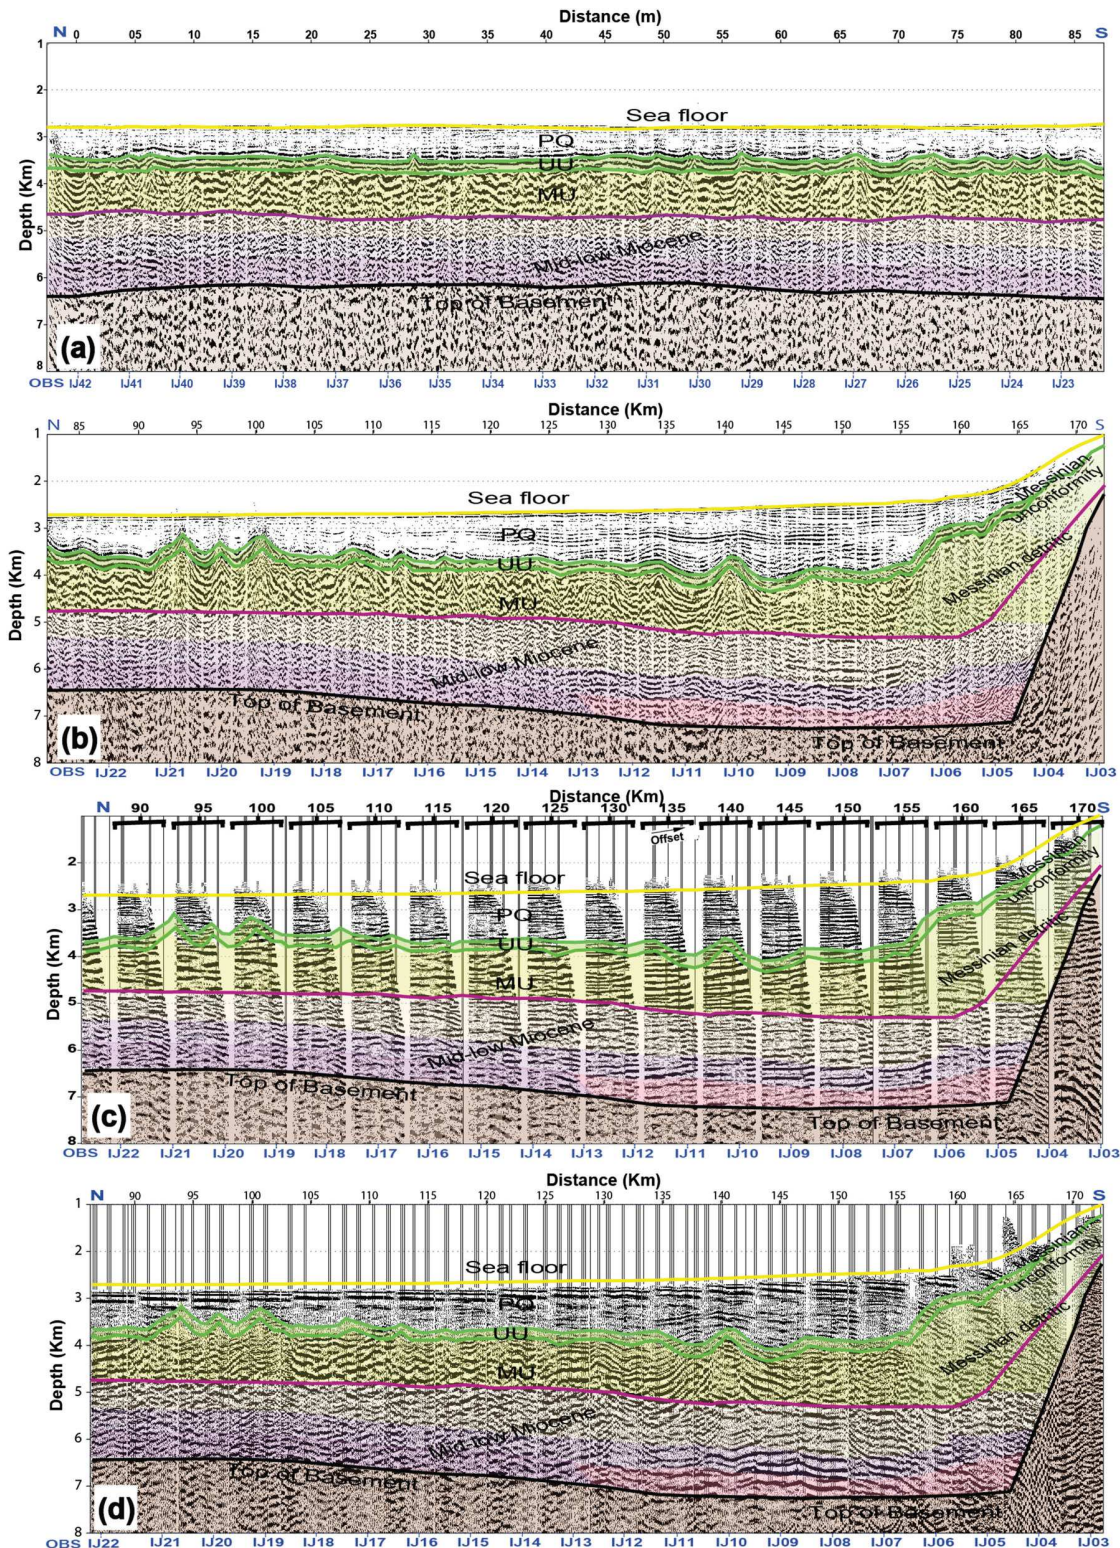 Distance (m)
N 0 05 10 15 20 25 30 35 40 45 50 55 60 65 70 75 80 85 S
1
2
3
4
5
6
7
8
Depth (Km)
Sea floor
PQ
UU
MU
Mid-low Miocene
Top of Basement
(a)
OBS IJ42 IJ41 IJ40 IJ39 IJ38 IJ37 IJ36 IJ35 IJ34 IJ33 IJ32 IJ31 IJ30 IJ29 IJ28 IJ27 IJ26 IJ25 IJ24 IJ23
Distance (Km)
N 85 90 95 100 105 110 115 120 125 130 135 140 145 150 155 160 165 170 S
1
2
3
4
5
6
7
8
Depth (Km)
Sea floor
Messinian
unconformity
PQ
UU
MU
Messinian detritic
Mid-low Miocene
Top of Basement
Top of Basement
(b)
OBS IJ22 IJ21 IJ20 IJ19 IJ18 IJ17 IJ16 IJ15 IJ14 IJ13 IJ12 IJ11 IJ10 IJ09 IJ08 IJ07 IJ06 IJ05 IJ04 IJ03
Distance (Km)
N 90 95 100 105 110 115 120 125 130 135 140 145 150 155 160 165 170 S
Offset
2
3
4
5
6
7
8
Depth (Km)
Sea floor
Messinian
unconformity
PQ
UU
MU
Messinian detritic
Mid-low Miocene
Top of Basement
Top of Basement
(c)
OBS IJ22 IJ21 IJ20 IJ19 IJ18 IJ17 IJ16 IJ15 IJ14 IJ13 IJ12 IJ11 IJ10 IJ09 IJ08 IJ07 IJ06 IJ05 IJ04 IJ03
Distance (Km)
N 90 95 100 105 110 115 120 125 130 135 140 145 150 155 160 165 170 S
1
2
3
4
5
6
7
8
Depth (Km)
Sea floor
Messinian
unconformity
PQ
UU
MU
Messinian detritic
Mid-low Miocene
Top of Basement
Top of Basement
(d)
OBS IJ22 IJ21 IJ20 IJ19 IJ18 IJ17 IJ16 IJ15 IJ14 IJ13 IJ12 IJ11 IJ10 IJ09 IJ08 IJ07 IJ06 IJ05 IJ04 IJ03